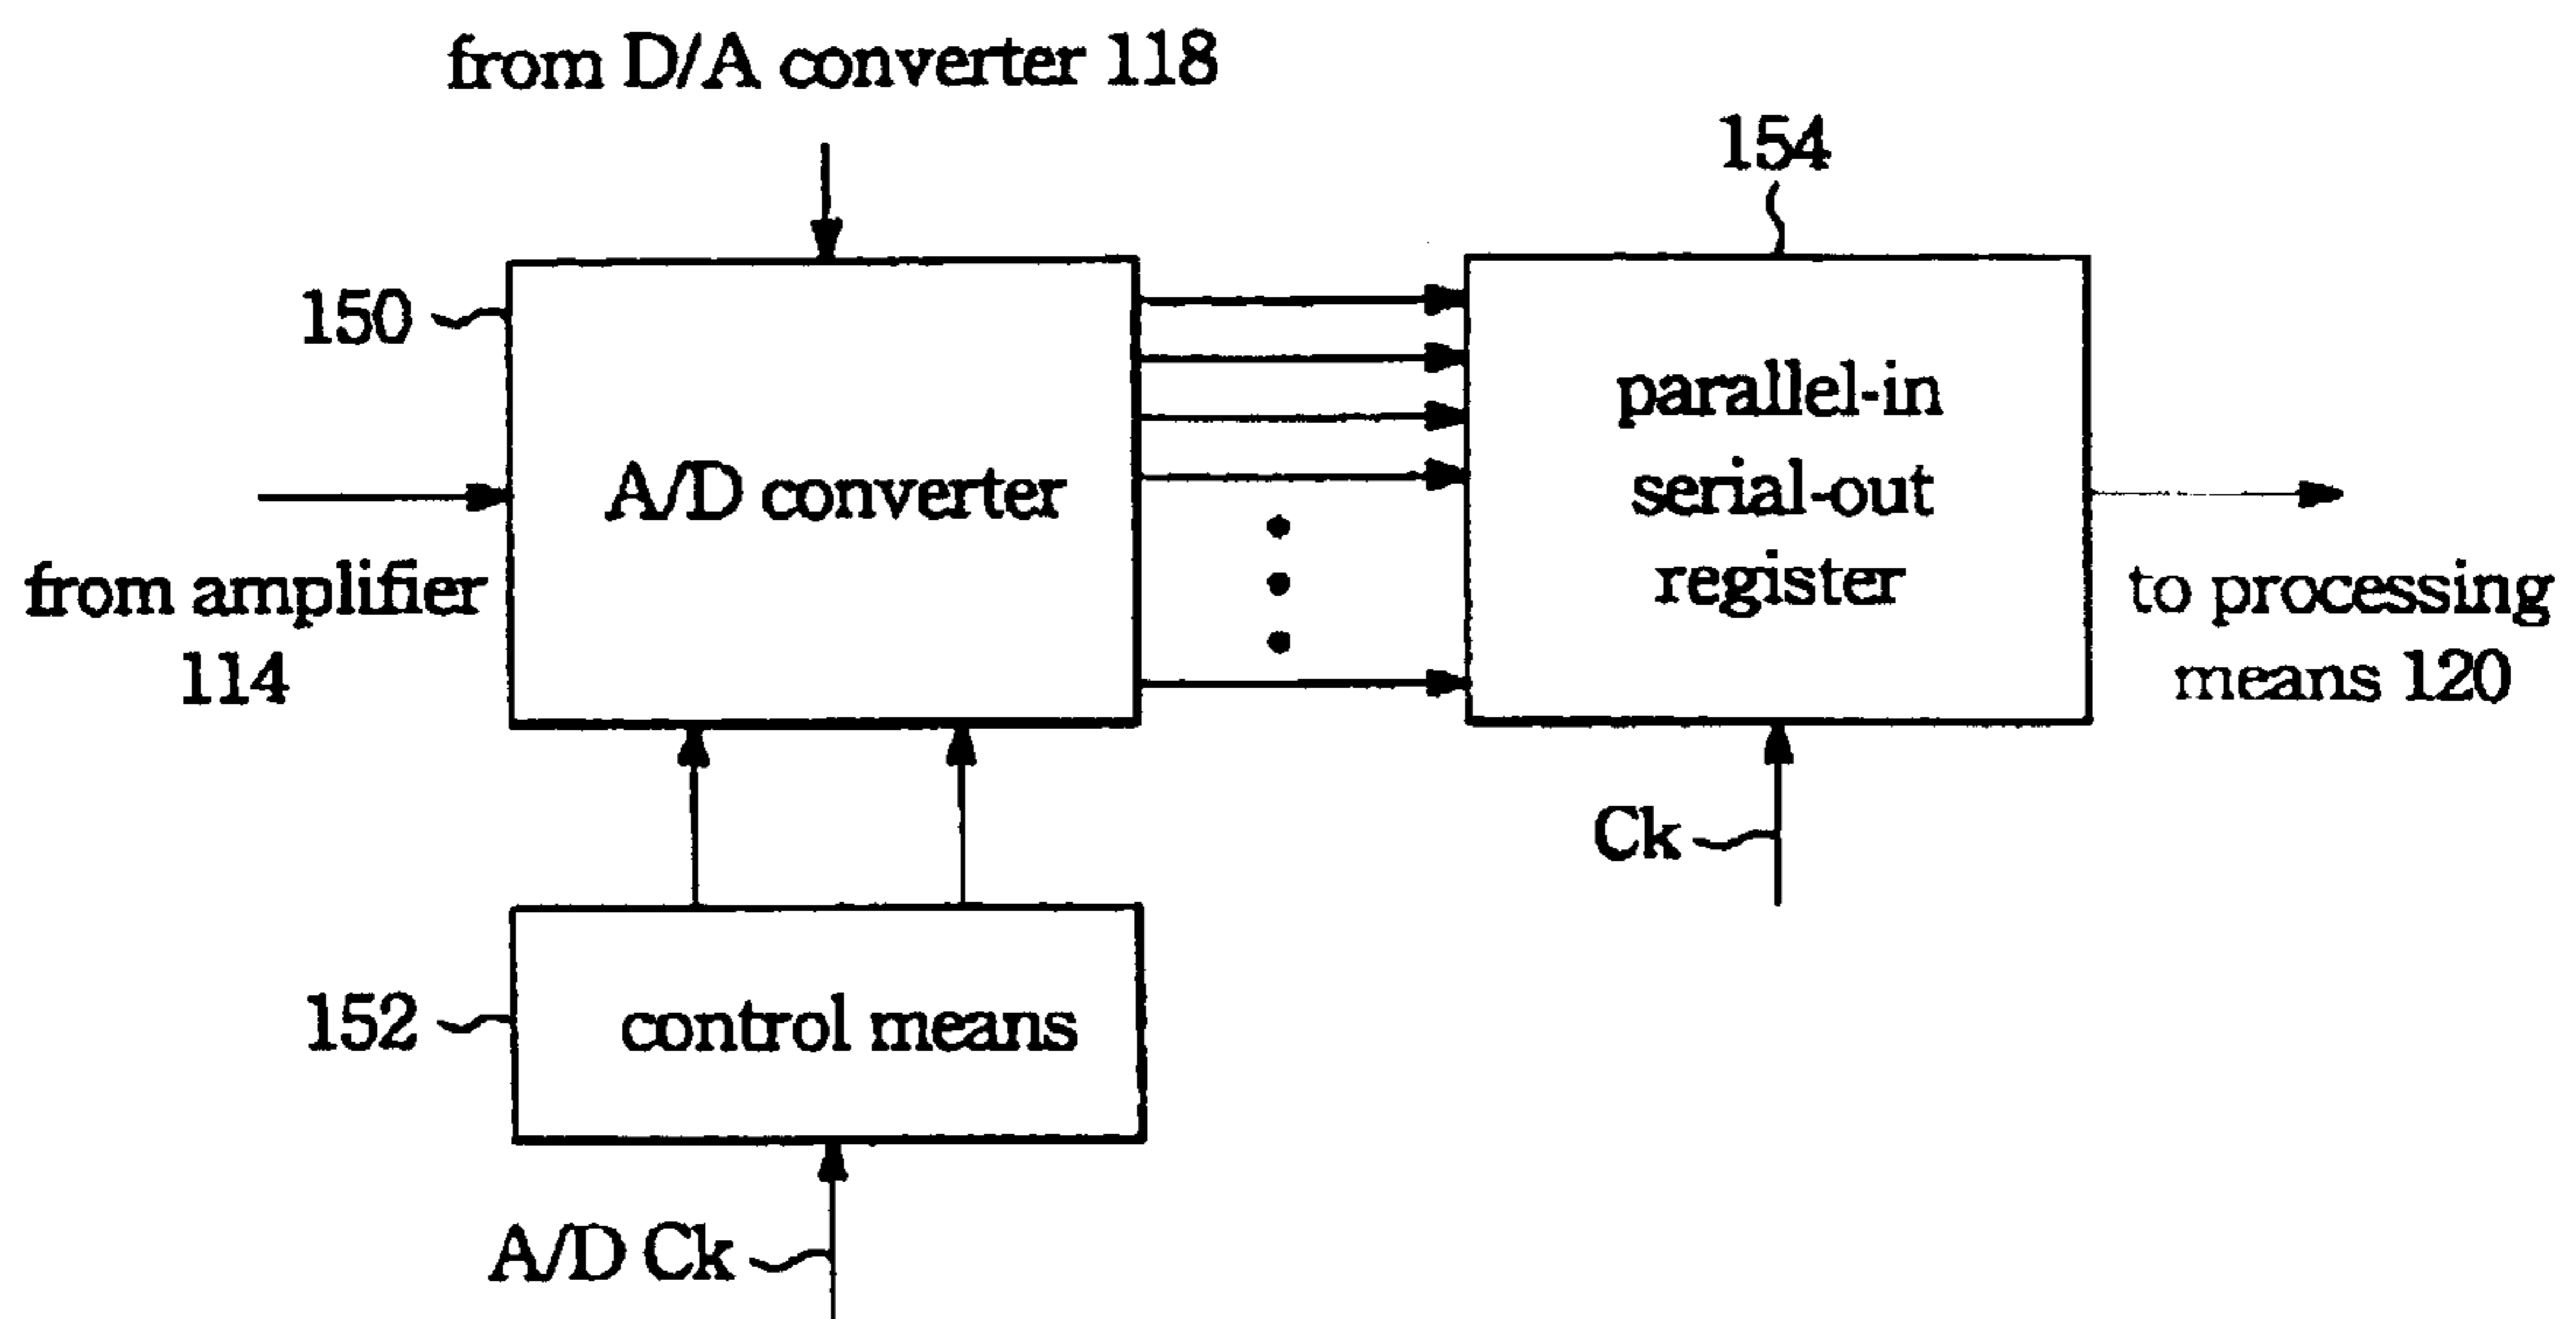 from D/A converter 118
154
150
A/D converter
parallel-in
serial-out
register
from amplifier
114
to processing
means 120
Ck
152
control means
A/D Ck